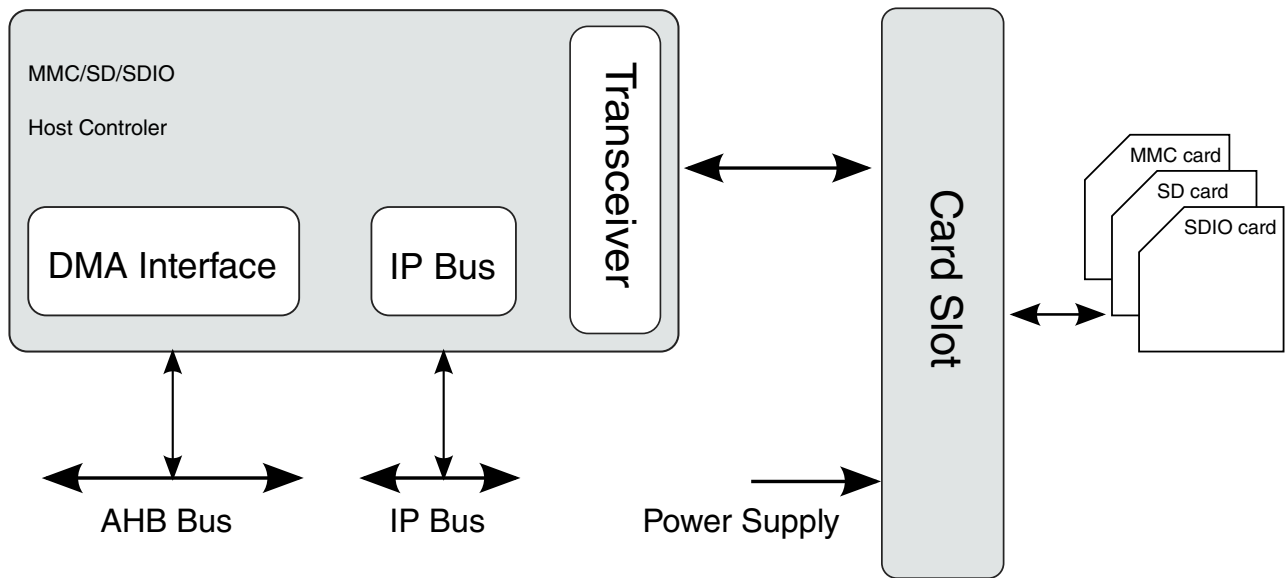 MMC/SD/SDIO
Host Controler
Transceiver
DMA Interface
IP Bus
AHB Bus
IP Bus
Power Supply
Card Slot
MMC card
SD card
SDIO card